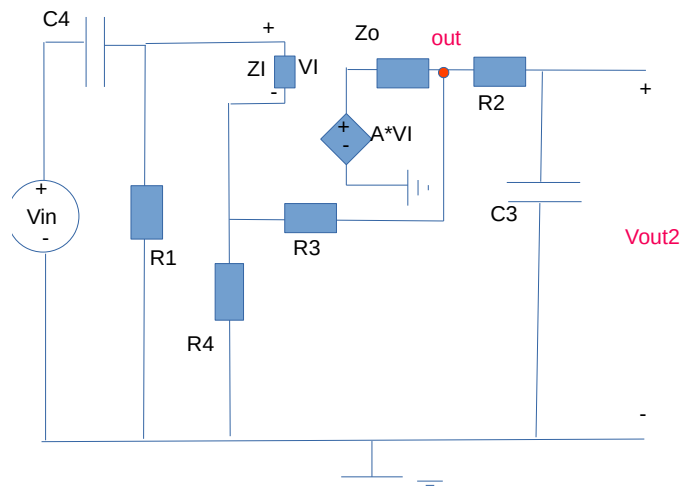 C4
+
Zo
out
ZI
VI
-
R2
+
+
-
A*VI
+
Vin
-
R1
R3
C3
Vout2
R4
-